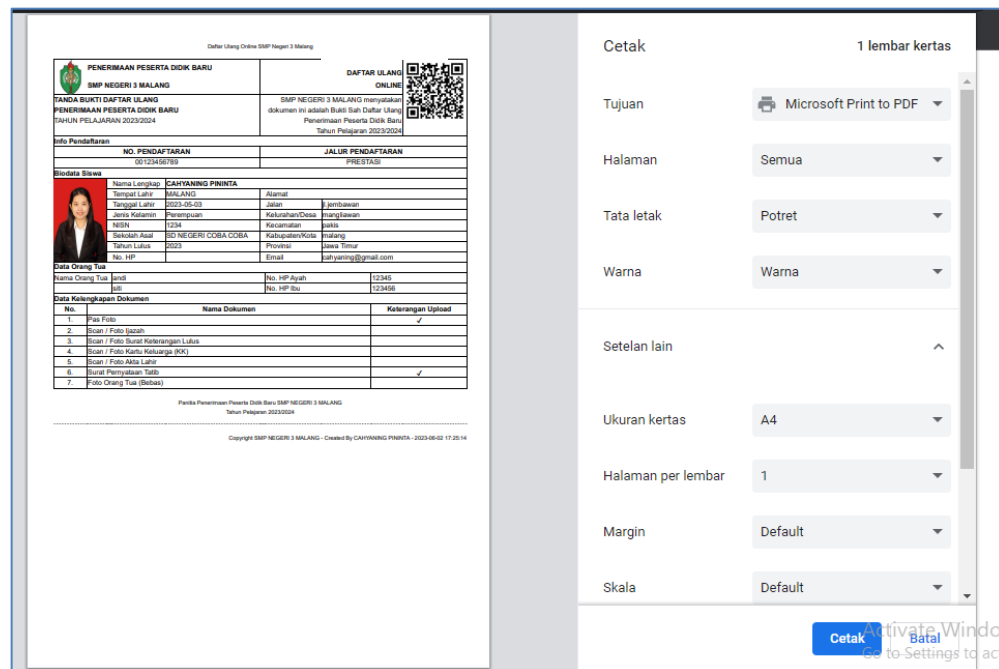 Daftar Ulang Online SMP Negeri 3 Malang
PENERIMAAN PESERTA DIDIK BARU
SMP NEGERI 3 MALANG
DAFTAR ULANG
ONLINE
TANDA BUKTI DAFTAR ULANG
PENERIMAAN PESERTA DIDIK BARU
TAHUN PELAJARAN 2023/2024
SMP NEGERI 3 MALANG menyatakan
dokumen ini adalah Bukti Sah Daftar Ulang
Penerimaan Peserta Didik Baru
Tahun Pelajaran 2023/2024
Info Pendaftaran
NO. PENDAFTARAN JALUR PENDAFTARAN
00123456789 PRESTASI
Biodata Siswa
Nama Lengkap CAHYANING PININTA
Tempat Lahir MALANG Alamat
Tanggal Lahir 2023-05-03 Jalan jl.jembawan
Jenis Kelamin Perempuan Kelurahan/Desa mangliawan
NISN 1234 Kecamatan pakis
Sekolah Asal SD NEGERI COBA COBA Kabupaten/Kota malang
Tahun Lulus 2023 Provinsi Jawa Timur
No. HP Email cahyaning@gmail.com
Data Orang Tua
Nama Orang Tua andi No. HP Ayah 12345
siti No. HP Ibu 123456
Data Kelengkapan Dokumen
No. Nama Dokumen Keterangan Upload
1. Pas Foto ✓
2. Scan / Foto Ijazah
3. Scan / Foto Surat Keterangan Lulus
4. Scan / Foto Kartu Keluarga (KK)
5. Scan / Foto Akta Lahir
6. Surat Pernyataan Tatib ✓
7. Foto Orang Tua (Bebas)
Panitia Penerimaan Peserta Didik Baru SMP NEGERI 3 MALANG
Tahun Pelajaran 2023/2024
Copyright SMP NEGERI 3 MALANG - Created By CAHYANING PININTA - 2023-06-02 17:25:14
Cetak 1 lembar kertas
Tujuan Microsoft Print to PDF
Halaman Semua
Tata letak Potret
Warna Warna
Setelan lain
Ukuran kertas A4
Halaman per lembar 1
Margin Default
Skala Default
Cetak Batal
Activate Windo
Go to Settings to ac